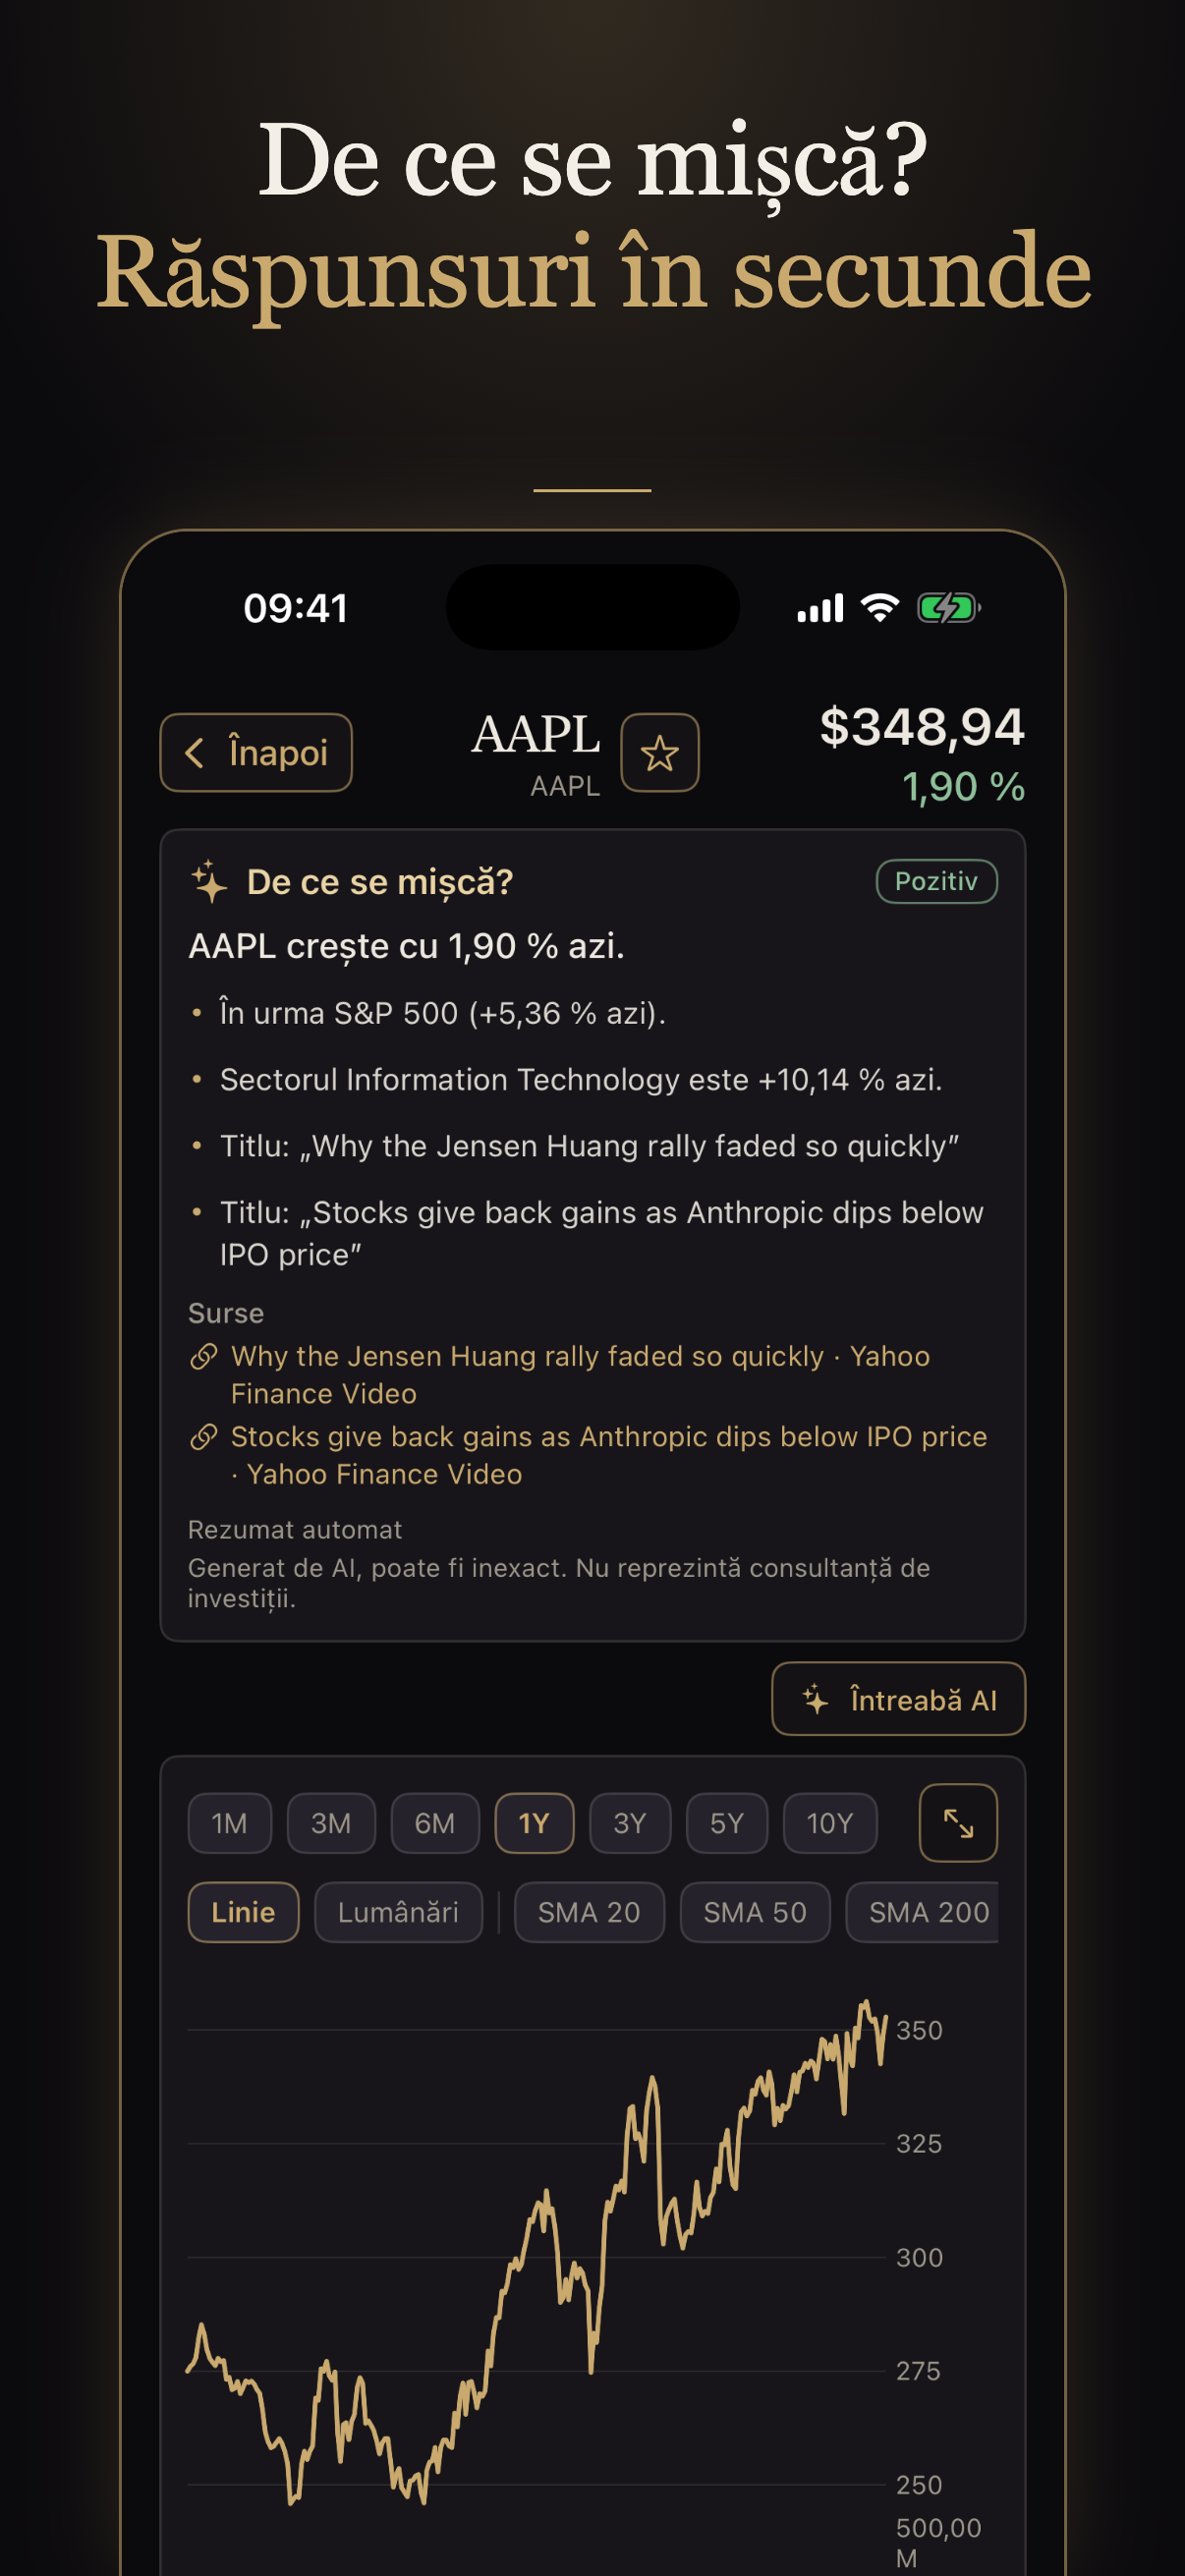 De ce se mișcă?
Răspunsuri în secunde
09:41
Înapoi
AAPL
AAPL
$348,94
1,90 %
De ce se mișcă?
Pozitiv
AAPL crește cu 1,90 % azi.
• În urma S&P 500 (+5,36 % azi).
• Sectorul Information Technology este +10,14 % azi.
• Titlu: „Why the Jensen Huang rally faded so quickly”
• Titlu: „Stocks give back gains as Anthropic dips below
IPO price”
Surse
Why the Jensen Huang rally faded so quickly · Yahoo
Finance Video
Stocks give back gains as Anthropic dips below IPO price
· Yahoo Finance Video
Rezumat automat
Generat de AI, poate fi inexact. Nu reprezintă consultanță de
investiții.
Întreabă AI
1M 3M 6M 1Y 3Y 5Y 10Y
Linie Lumânări SMA 20 SMA 50 SMA 200
350
325
300
275
250
500,00
M